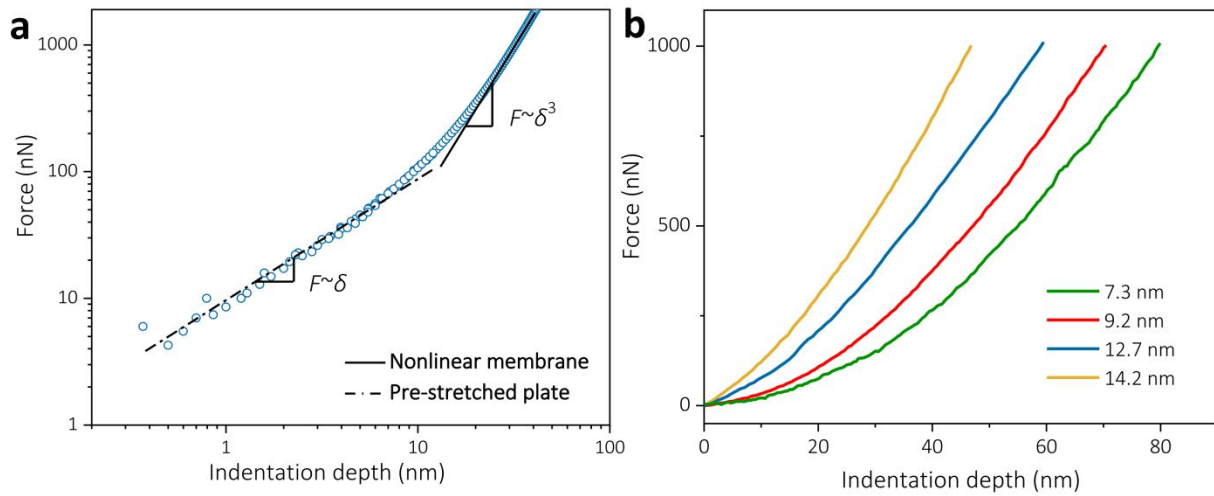 a
1000
100
10
1
Force (nN)
F~δ³
F~δ
Nonlinear membrane
Pre-stretched plate
1
10
100
Indentation depth (nm)
b
1000
500
0
Force (nN)
7.3 nm
9.2 nm
12.7 nm
14.2 nm
0
20
40
60
80
Indentation depth (nm)